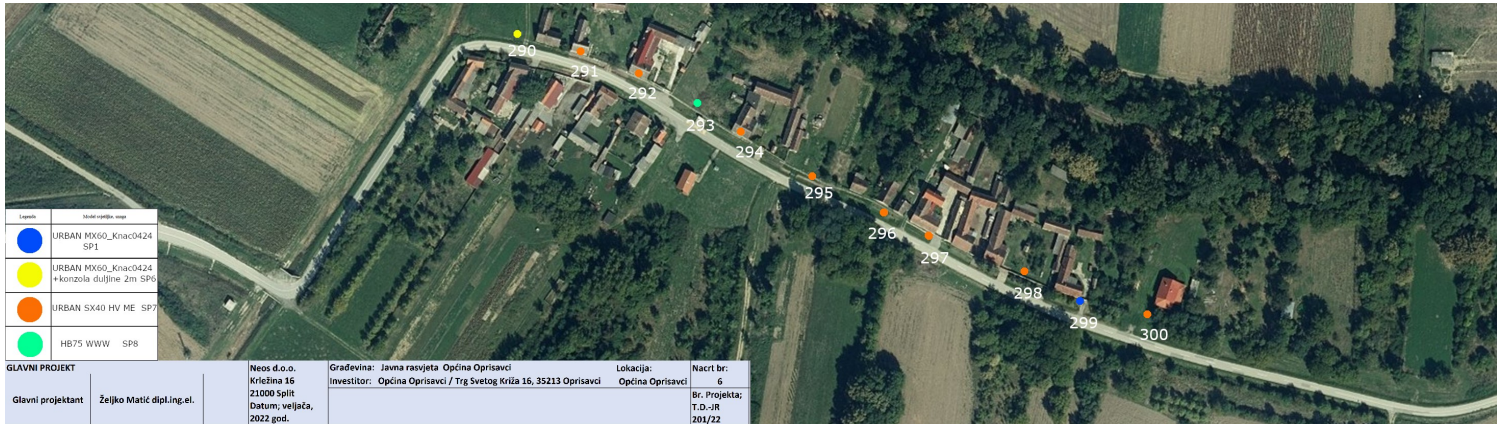 290
291
292
293
294
295
296
297
298
299
300
Legenda
Model svjetiljke, snaga
URBAN MX60_Knac0424
SP1
URBAN MX60_Knac0424
+konzola duljine 2m SP6
URBAN SX40 HV ME SP7
HB75 WWW SP8
GLAVNI PROJEKT
Glavni projektant
Željko Matić dipl.ing.el.
Neos d.o.o.
Krležina 16
21000 Split
Datum; veljača,
2022 god.
Građevina: Javna rasvjeta Općina Oprisavci
Investitor: Općina Oprisavci / Trg Svetog Križa 16, 35213 Oprisavci
Lokacija:
Općina Oprisavci
Nacrt br:
6
Br. Projekta;
T.D.-JR
201/22